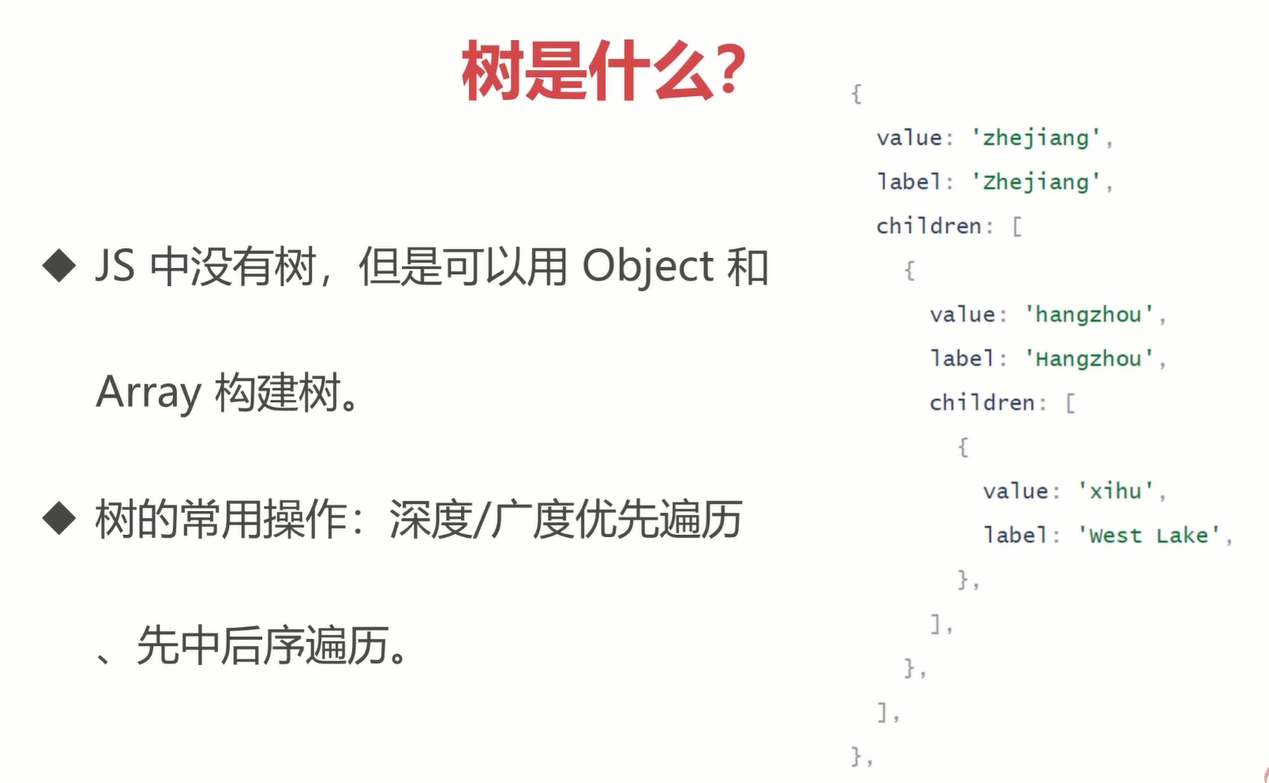 树是什么？
◆ JS 中没有树，但是可以用 Object 和
Array 构建树。
◆ 树的常用操作：深度/广度优先遍历
、先中后序遍历。
{
value: 'zhejiang',
label: 'Zhejiang',
children: [
{
value: 'hangzhou',
label: 'Hangzhou',
children: [
{
value: 'xihu',
label: 'West Lake',
},
],
},
],
},